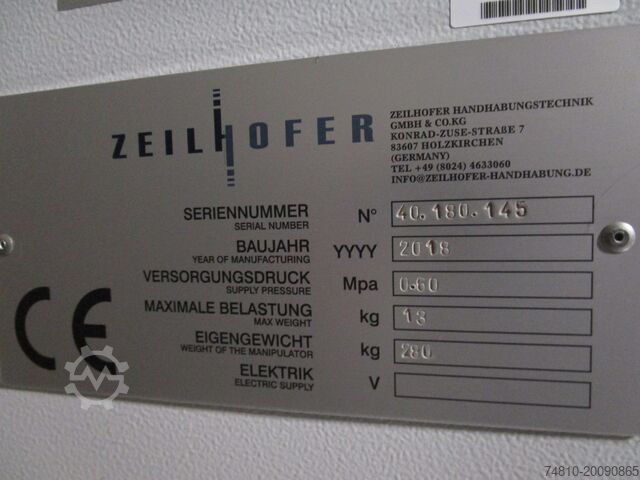 ZEILHOFER
ZEILHOFER HANDHABUNGSTECHNIK
GMBH & CO.KG
KONRAD-ZUSE-STRAßE 7
83607 HOLZKIRCHEN
(GERMANY)
TEL +49 (8024) 4633060
INFO@ZEILHOFER-HANDHABUNG.DE
SERIENNUMMER N° 40.180.145
SERIAL NUMBER
BAUJAHR YYYY 2018
YEAR OF MANUFACTURING
VERSORGUNGSDRUCK Mpa 0.60
SUPPLY PRESSURE
MAXIMALE BELASTUNG kg 13
MAX WEIGHT
EIGENGEWICHT kg 280
WEIGHT OF THE MANIPULATOR
ELEKTRIK V
ELECTRIC SUPPLY
CE
74810-20090865